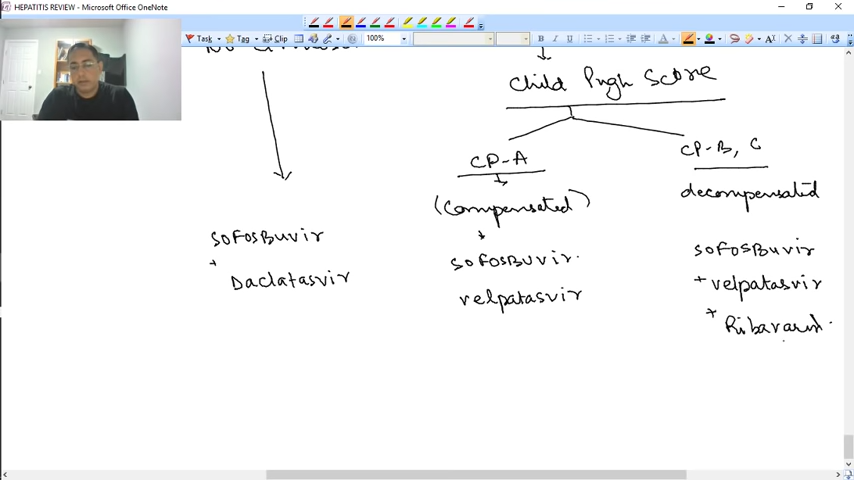 HEPATITIS REVIEW - Microsoft Office OneNote
Task
Tag
Clip
100%
Child Pugh Score
CP-A
CP-B, C
(Compensated)
decompensated
SOFOSBUVIR
+
Daclatasvir
SOFOSBUVIR.
velpatasvir
SOFOSBUVIR
+ velpatasvir
+